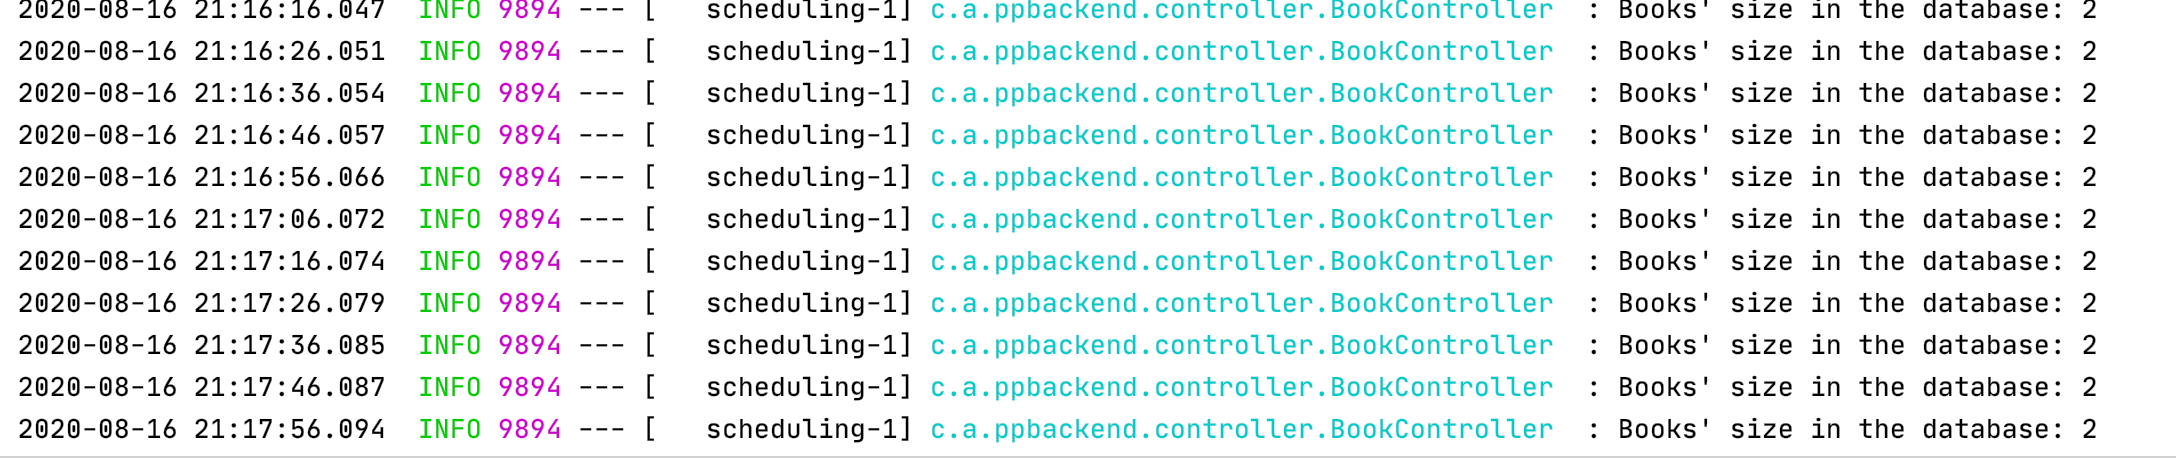 2020-08-16 21:16:16.047  INFO 9894 --- [   scheduling-1] c.a.ppbackend.controller.BookController  : Books' size in the database: 2
2020-08-16 21:16:26.051  INFO 9894 --- [   scheduling-1] c.a.ppbackend.controller.BookController  : Books' size in the database: 2
2020-08-16 21:16:36.054  INFO 9894 --- [   scheduling-1] c.a.ppbackend.controller.BookController  : Books' size in the database: 2
2020-08-16 21:16:46.057  INFO 9894 --- [   scheduling-1] c.a.ppbackend.controller.BookController  : Books' size in the database: 2
2020-08-16 21:16:56.066  INFO 9894 --- [   scheduling-1] c.a.ppbackend.controller.BookController  : Books' size in the database: 2
2020-08-16 21:17:06.072  INFO 9894 --- [   scheduling-1] c.a.ppbackend.controller.BookController  : Books' size in the database: 2
2020-08-16 21:17:16.074  INFO 9894 --- [   scheduling-1] c.a.ppbackend.controller.BookController  : Books' size in the database: 2
2020-08-16 21:17:26.079  INFO 9894 --- [   scheduling-1] c.a.ppbackend.controller.BookController  : Books' size in the database: 2
2020-08-16 21:17:36.085  INFO 9894 --- [   scheduling-1] c.a.ppbackend.controller.BookController  : Books' size in the database: 2
2020-08-16 21:17:46.087  INFO 9894 --- [   scheduling-1] c.a.ppbackend.controller.BookController  : Books' size in the database: 2
2020-08-16 21:17:56.094  INFO 9894 --- [   scheduling-1] c.a.ppbackend.controller.BookController  : Books' size in the database: 2